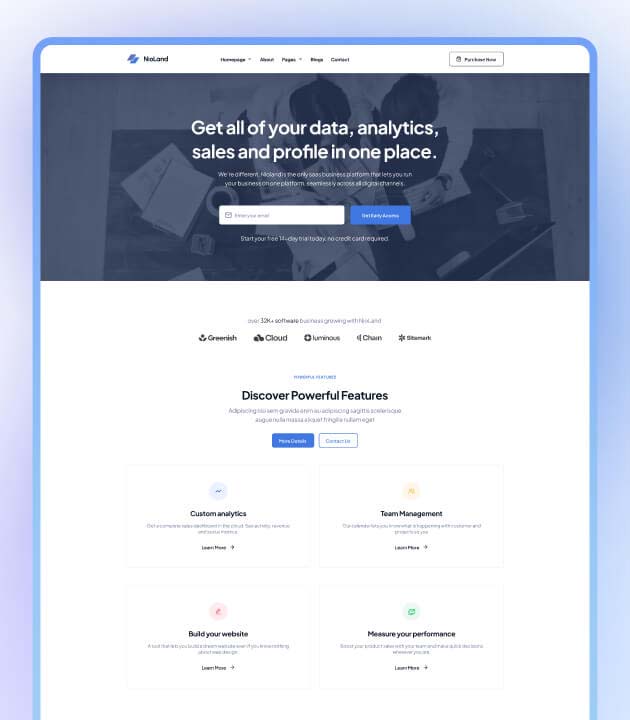 NioLand
Homepage
About
Pages
Blogs
Contact
Purchase Now
Get all of your data, analytics,
sales and profile in one place.
We're different. Nioland is the only saas business platform that lets you run
your business on one platform, seamlessly across all digital channels.
Enter your email
Get Early Access
Start your free 14-day trial today. no credit card required.
over 32K+ software business growing with NioLand
Greenish
Cloud
luminous
Chain
Sitemark
POWERFUL FEATURES
Discover Powerful Features
Adipiscing nisi sem gravida enim eu adipiscing sagittis scelerisque
augue nulla massa aliquet fringilla nullam eget
More Details
Contact Us
Custom analytics
Get a complete sales dashboard in the cloud. See activity, revenue
and social metrics.
Learn More
Team Management
Our calendar lets you know what is happening with customer and
projects so you
Learn More
Build your website
A tool that lets you build a dream website even if you know nothing
about web design.
Learn More
Measure your performance
Boost your product sales with your team and make quick decisions
wherever you are.
Learn More